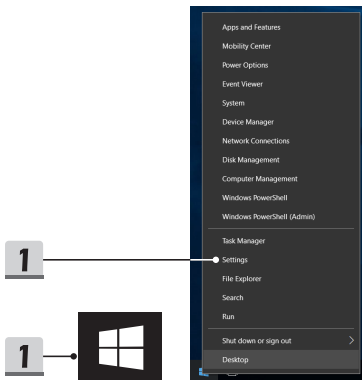 Apps and Features
Mobility Center
Power Options
Event Viewer
System
Device Manager
Network Connections
Disk Management
Computer Management
Windows PowerShell
Windows PowerShell (Admin)
Task Manager
1 Settings
File Explorer
Search
Run
Shut down or sign out
1
Desktop